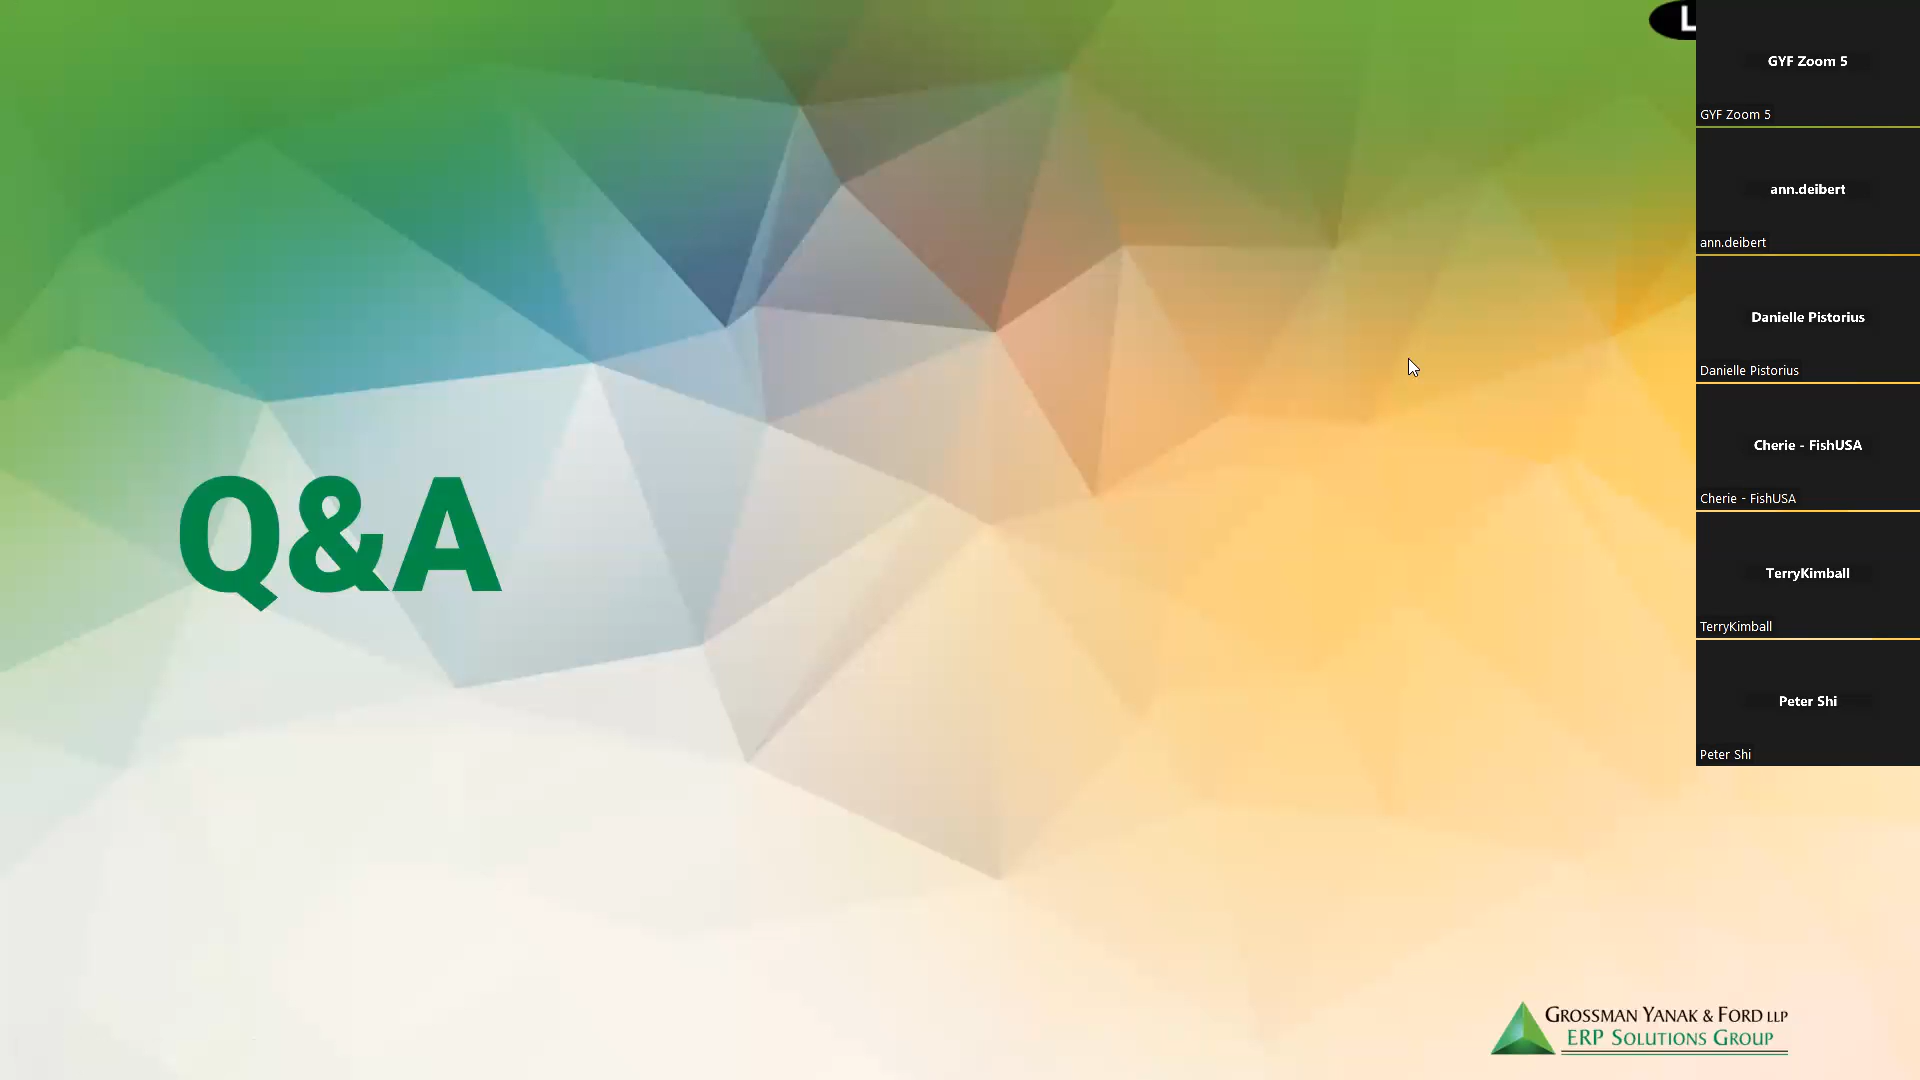 L
GYF Zoom 5
GYF Zoom 5
ann.deibert
ann.deibert
Danielle Pistorius
Danielle Pistorius
Cherie - FishUSA
Cherie - FishUSA
TerryKimball
TerryKimball
Peter Shi
Peter Shi
Q&A
GROSSMAN YANAK & FORD LLP
ERP SOLUTIONS GROUP